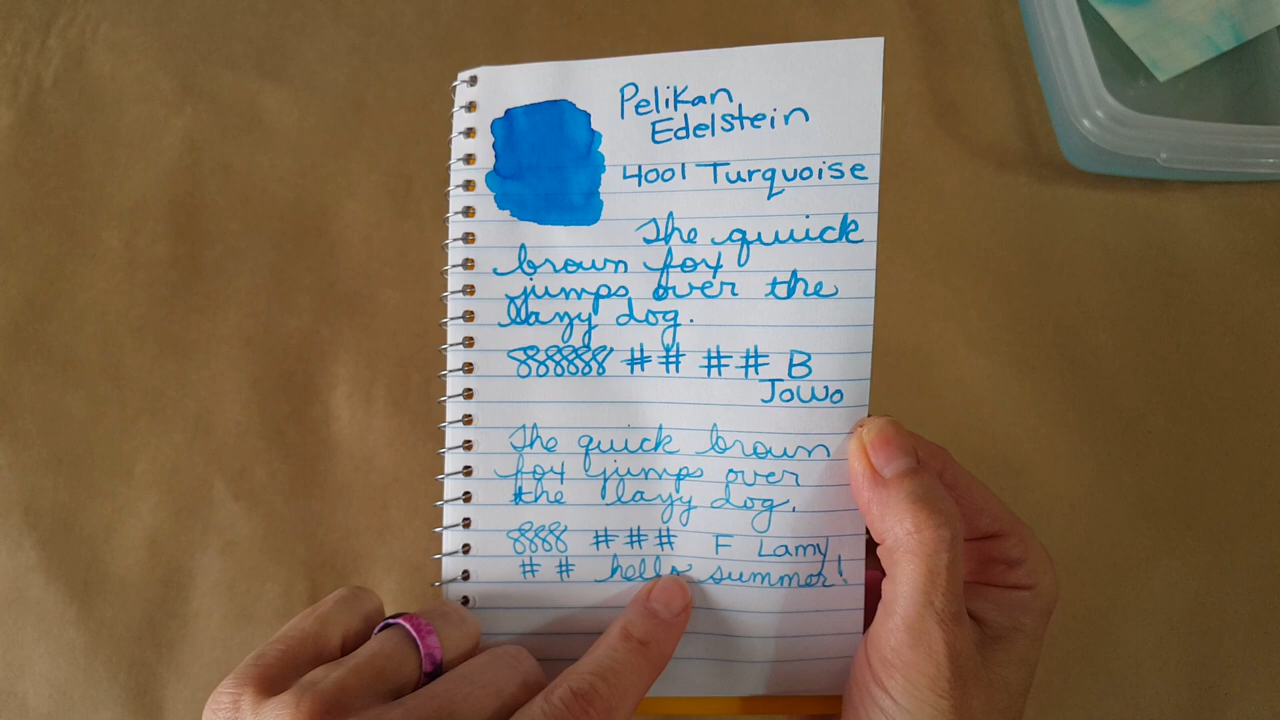 Pelikan
Edelstein
4001 Turquoise
The quick
brown fox
jumps over the
lazy dog.
888888 ## ## B
JoWo
The quick brown
fox jumps over
the lazy dog.
8888 ### F Lamy
# # hello summer!